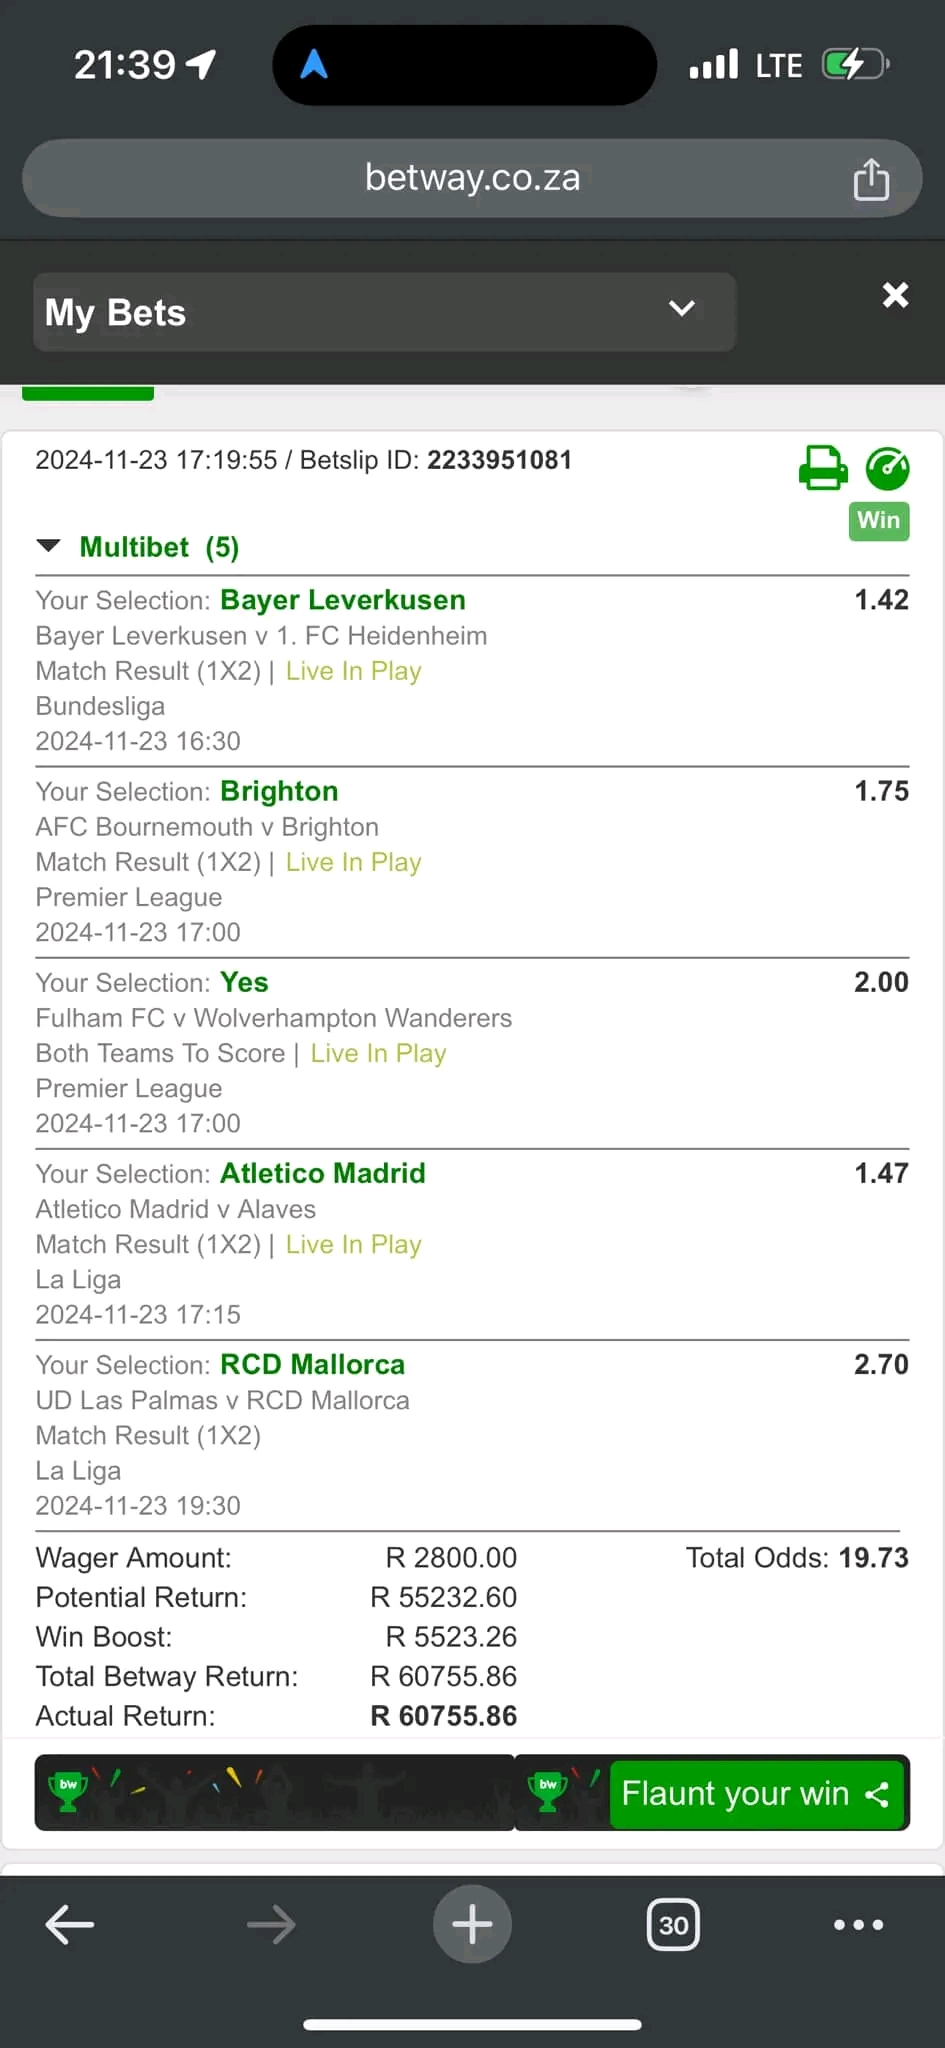 21:39 LTE
betway.co.za
My Bets
2024-11-23 17:19:55 / Betslip ID: 2233951081
Win
Multibet (5)
Your Selection: Bayer Leverkusen 1.42
Bayer Leverkusen v 1. FC Heidenheim
Match Result (1X2) | Live In Play
Bundesliga
2024-11-23 16:30
Your Selection: Brighton 1.75
AFC Bournemouth v Brighton
Match Result (1X2) | Live In Play
Premier League
2024-11-23 17:00
Your Selection: Yes 2.00
Fulham FC v Wolverhampton Wanderers
Both Teams To Score | Live In Play
Premier League
2024-11-23 17:00
Your Selection: Atletico Madrid 1.47
Atletico Madrid v Alaves
Match Result (1X2) | Live In Play
La Liga
2024-11-23 17:15
Your Selection: RCD Mallorca 2.70
UD Las Palmas v RCD Mallorca
Match Result (1X2)
La Liga
2024-11-23 19:30
Wager Amount: R 2800.00 Total Odds: 19.73
Potential Return: R 55232.60
Win Boost: R 5523.26
Total Betway Return: R 60755.86
Actual Return: R 60755.86
bw bw Flaunt your win
30